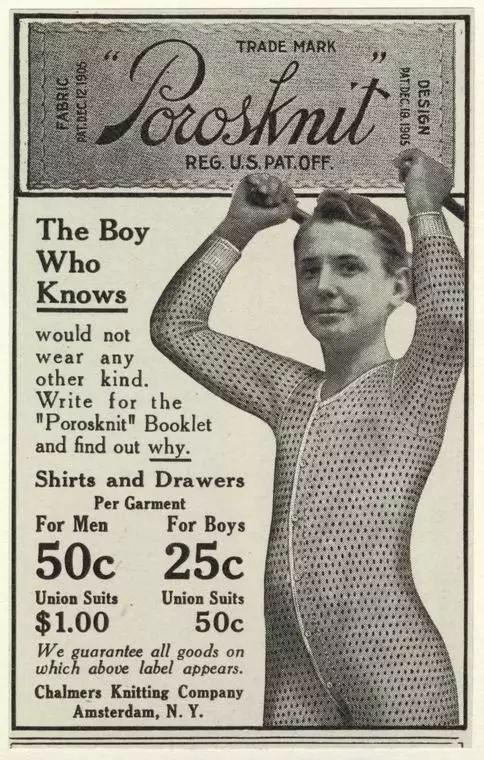 TRADE MARK
FABRIC
PAT. DEC. 12, 1905
"Porosknit"
DESIGN
PAT. DEC. 19, 1905
REG. U.S. PAT. OFF.
The Boy
Who
Knows
would not
wear any
other kind.
Write for the
"Porosknit" Booklet
and find out why.
Shirts and Drawers
Per Garment
For Men For Boys
50c 25c
Union Suits Union Suits
$1.00 50c
We guarantee all goods on
which above label appears.
Chalmers Knitting Company
Amsterdam, N. Y.